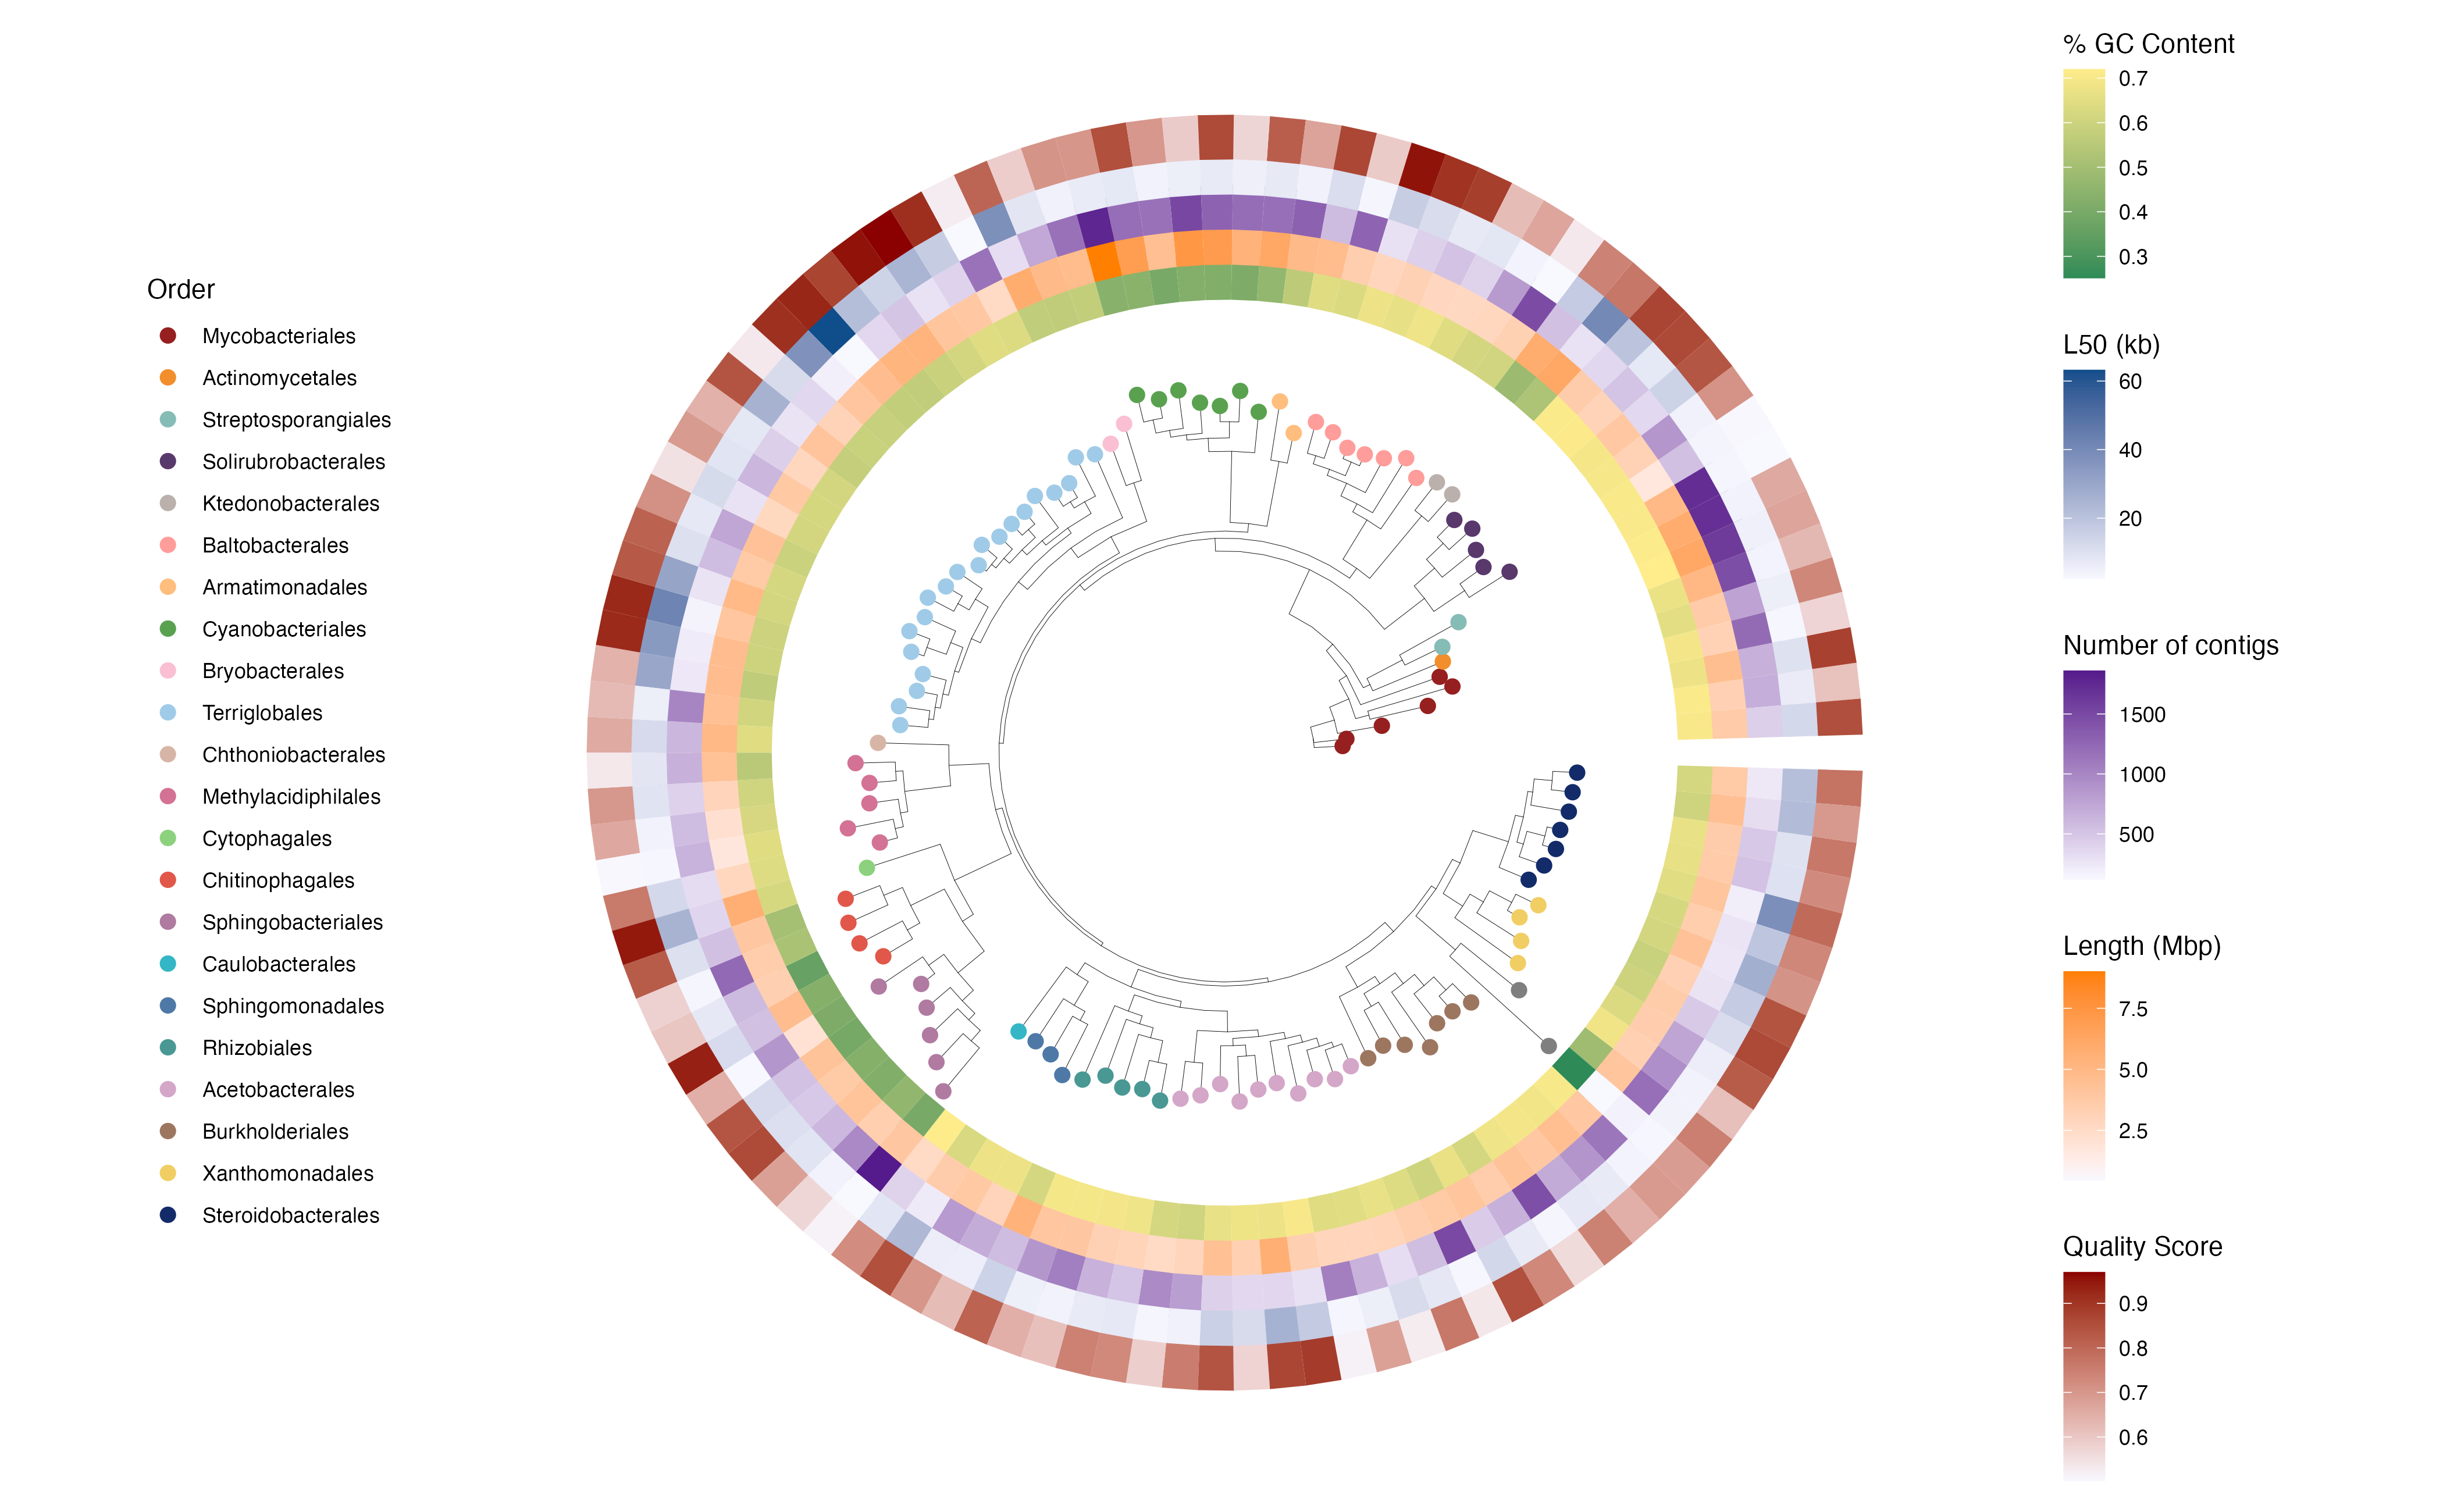 Order
Mycobacteriales
Actinomycetales
Streptosporangiales
Solirubrobacterales
Ktedonobacterales
Baltobacterales
Armatimonadales
Cyanobacteriales
Bryobacterales
Terriglobales
Chthoniobacterales
Methylacidiphilales
Cytophagales
Chitinophagales
Sphingobacteriales
Caulobacterales
Sphingomonadales
Rhizobiales
Acetobacterales
Burkholderiales
Xanthomonadales
Steroidobacterales
% GC Content
0.7
0.6
0.5
0.4
0.3
L50 (kb)
60
40
20
Number of contigs
1500
1000
500
Length (Mbp)
7.5
5.0
2.5
Quality Score
0.9
0.8
0.7
0.6